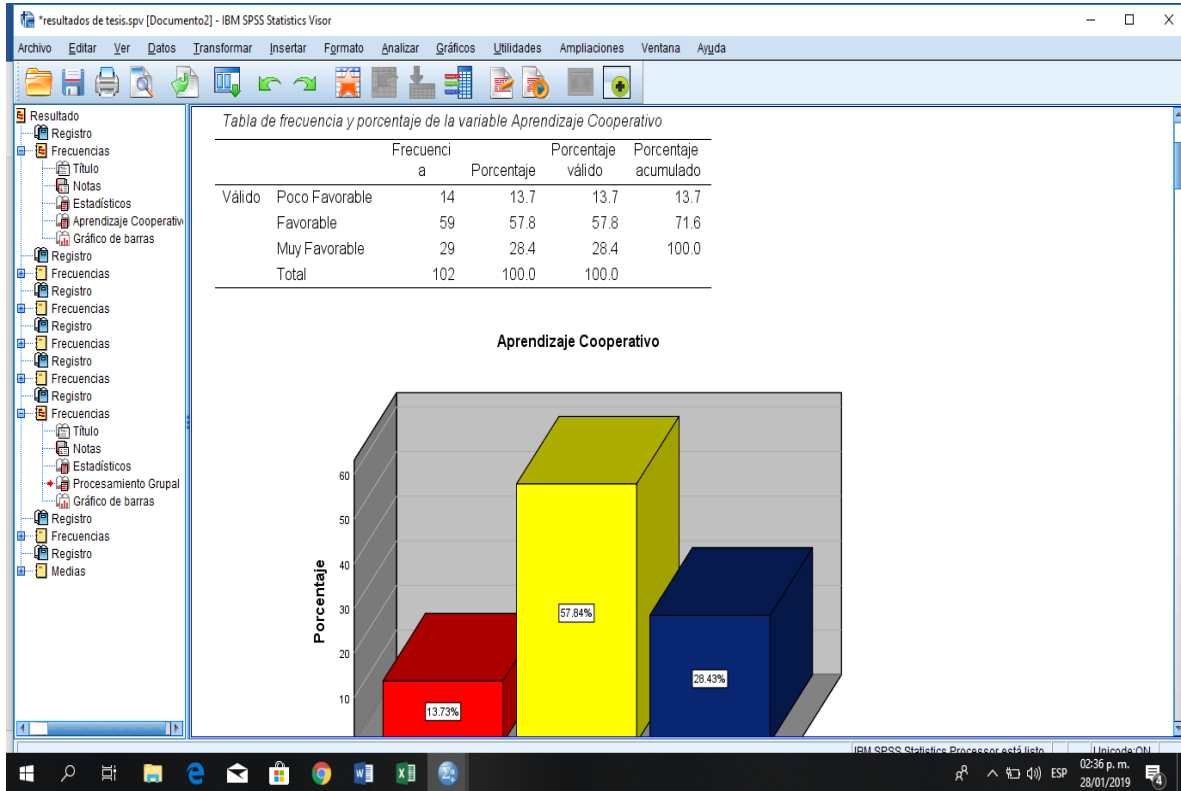 *resultados de tesis.spv [Documento2] - IBM SPSS Statistics Visor
Archivo Editar Ver Datos Transformar Insertar Formato Analizar Gráficos Utilidades Ampliaciones Ventana Ayuda
Resultado
Registro
Frecuencias
Título
Notas
Estadísticos
Aprendizaje Cooperativ
Gráfico de barras
Registro
Frecuencias
Registro
Frecuencias
Registro
Frecuencias
Registro
Frecuencias
Registro
Frecuencias
Título
Notas
Estadísticos
Procesamiento Grupal
Gráfico de barras
Registro
Frecuencias
Registro
Medias
Tabla de frecuencia y porcentaje de la variable Aprendizaje Cooperativo
Frecuenci Porcentaje Porcentaje
a Porcentaje válido acumulado
Válido Poco Favorable 14 13.7 13.7 13.7
Favorable 59 57.8 57.8 71.6
Muy Favorable 29 28.4 28.4 100.0
Total 102 100.0 100.0
Aprendizaje Cooperativo
Porcentaje
60
50
40
30
20
10
57.84%
28.43%
13.73%
IBM SPSS Statistics Processor está listo Unicode:ON
ESP
02:36 p. m.
28/01/2019
4